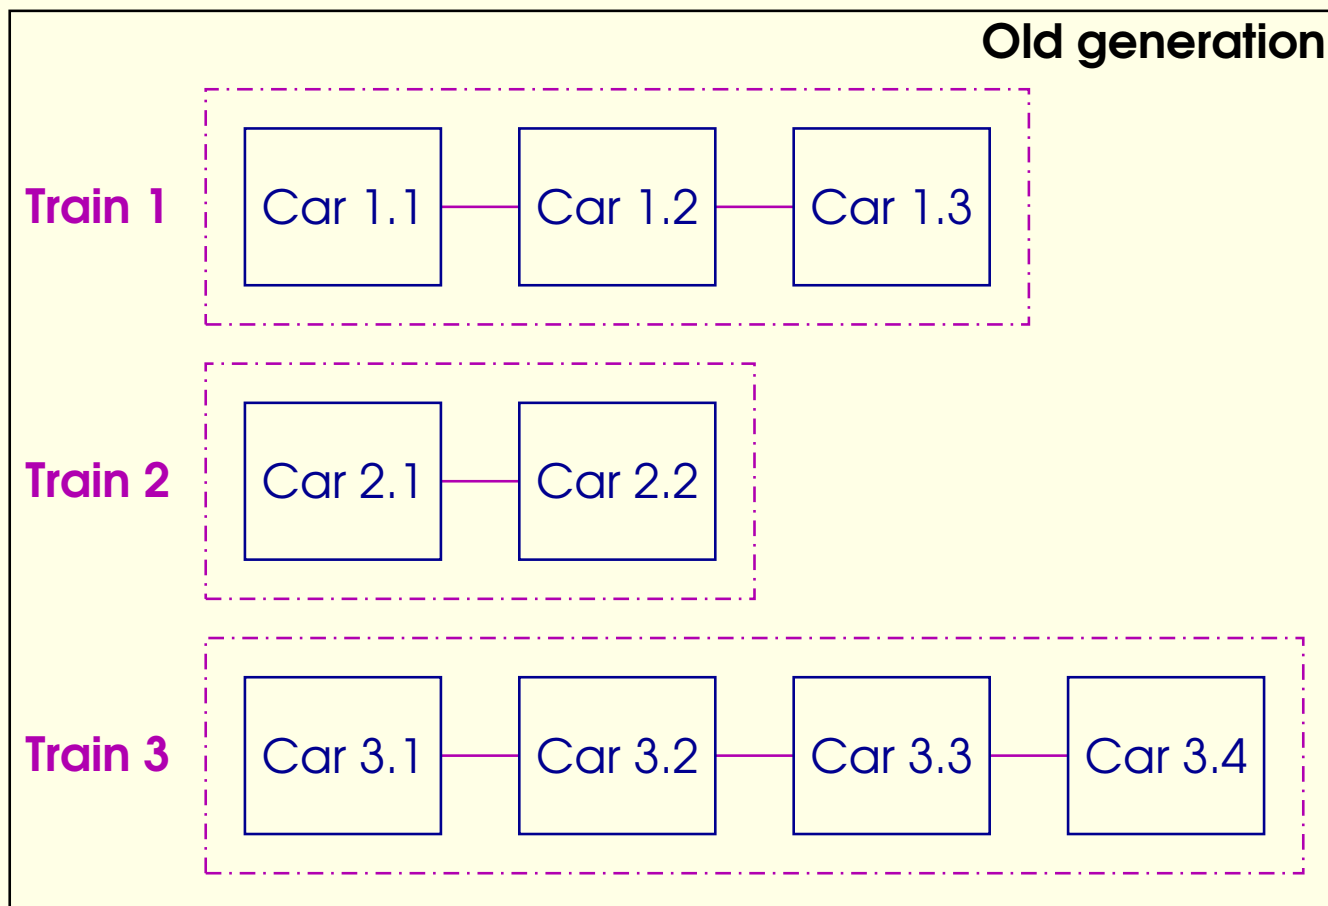 Old generation
Train 1
Car 1.1
Car 1.2
Car 1.3
Train 2
Car 2.1
Car 2.2
Train 3
Car 3.1
Car 3.2
Car 3.3
Car 3.4